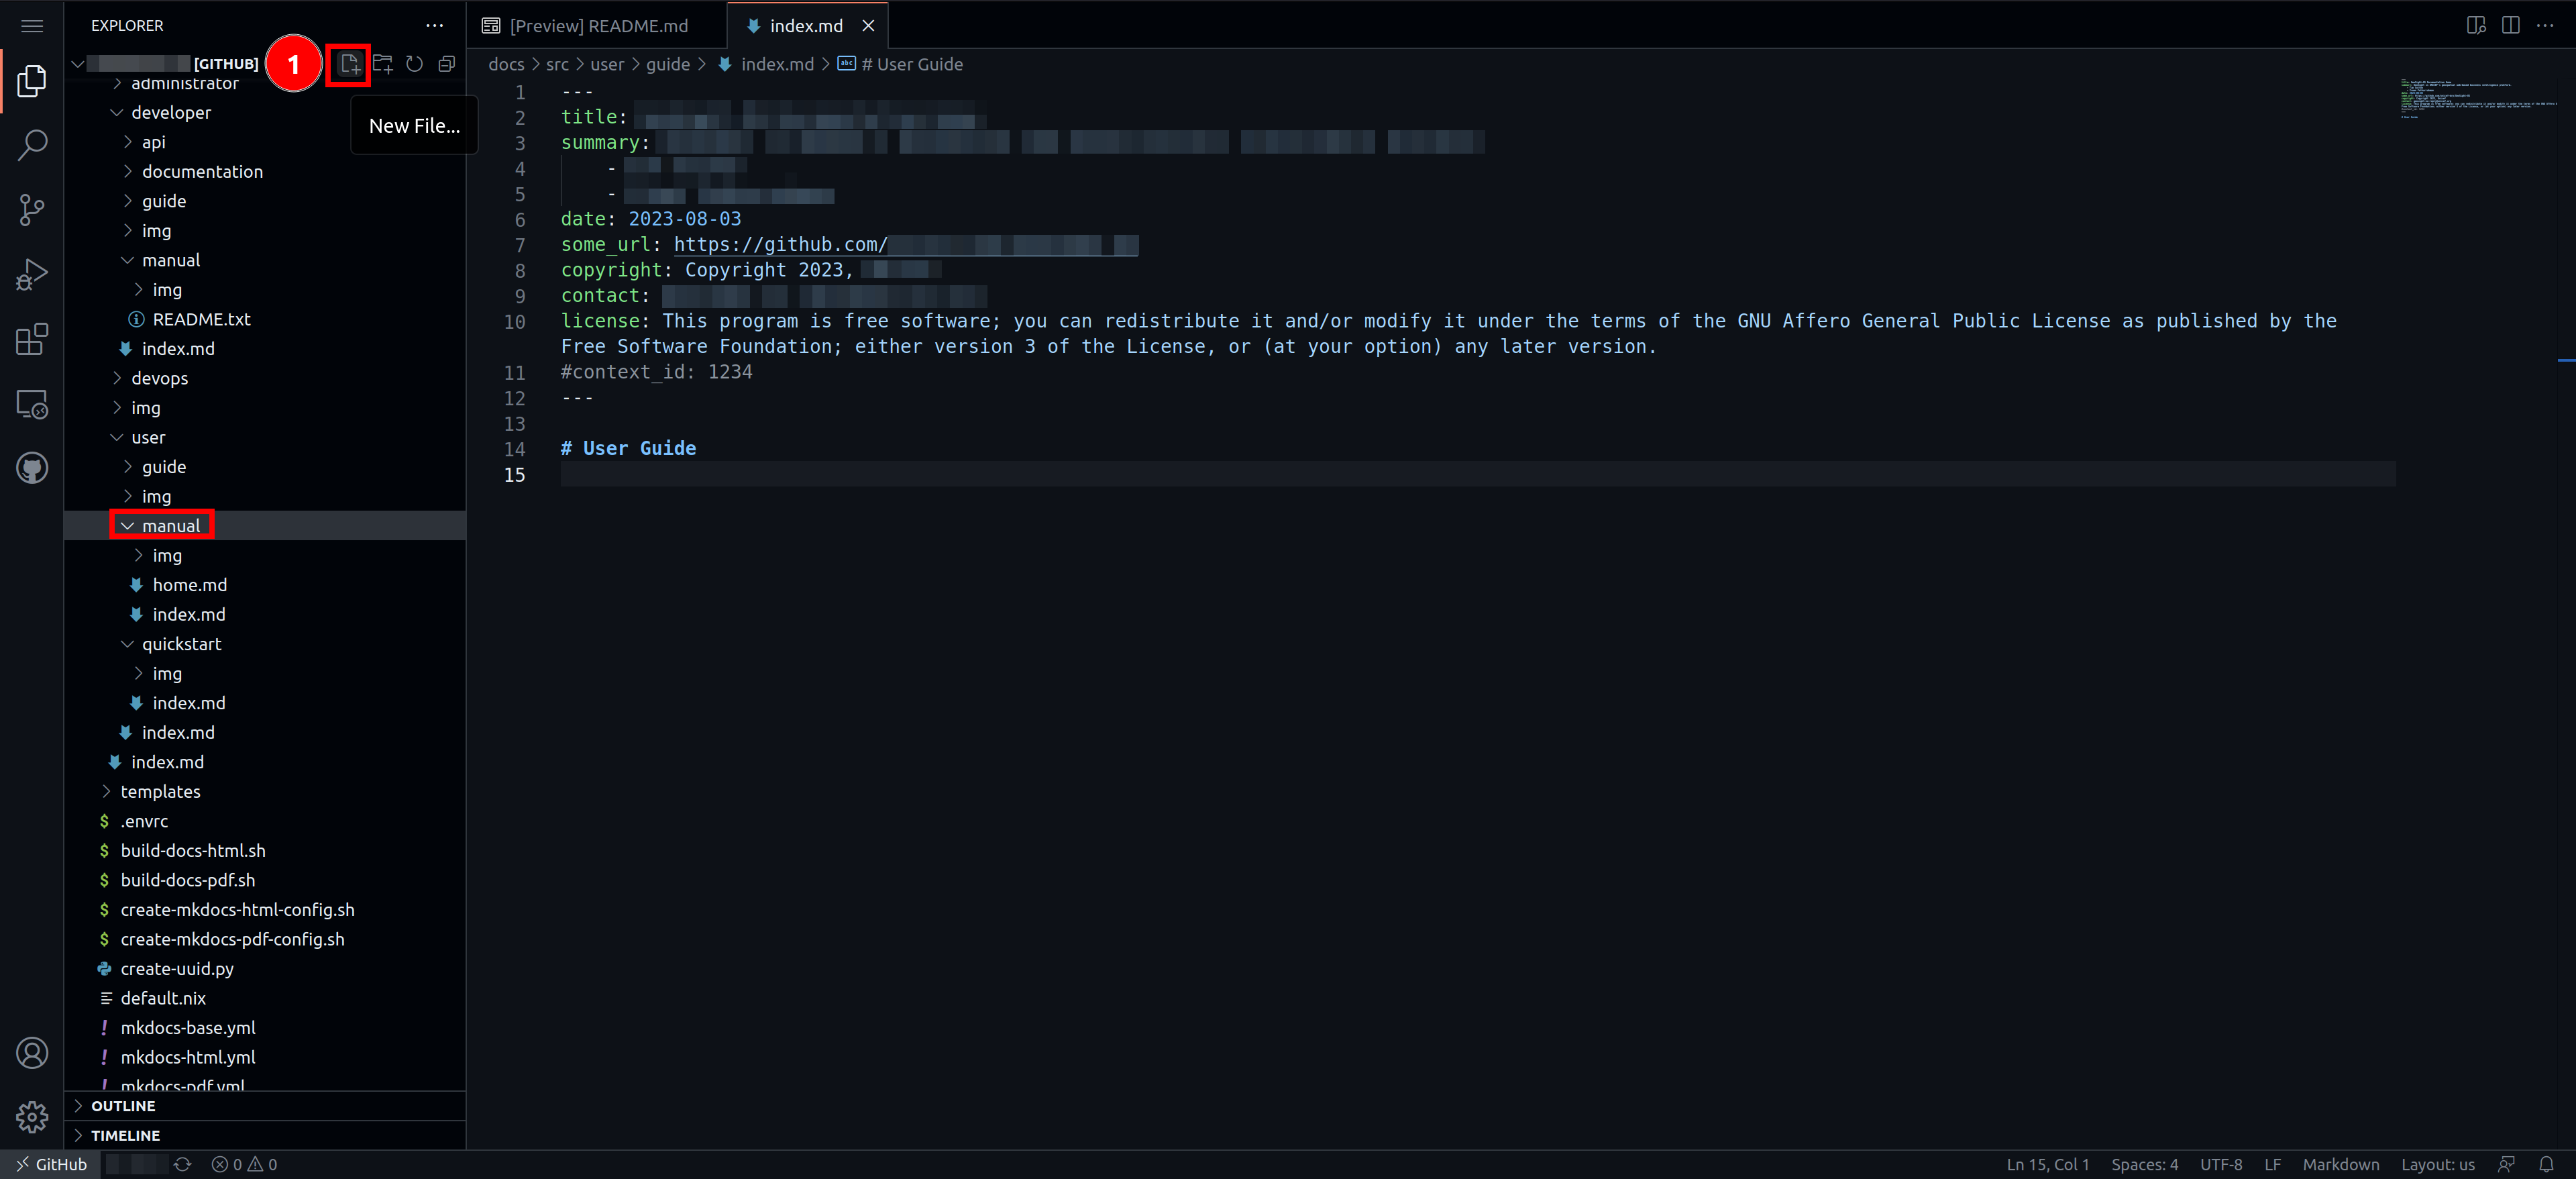 EXPLORER
[GITHUB]
1
New File...
administrator
developer
api
documentation
guide
img
manual
img
README.txt
index.md
devops
img
user
guide
img
manual
img
home.md
index.md
quickstart
img
index.md
index.md
index.md
templates
.envrc
build-docs-html.sh
build-docs-pdf.sh
create-mkdocs-html-config.sh
create-mkdocs-pdf-config.sh
create-uuid.py
default.nix
mkdocs-base.yml
mkdocs-html.yml
mkdocs-pdf.yml
OUTLINE
TIMELINE
[Preview] README.md
index.md
docs > src > user > guide > index.md > # User Guide
1 ---
2 title:
3 summary:
4 -
5 -
6 date: 2023-08-03
7 some_url: https://github.com/
8 copyright: Copyright 2023,
9 contact:
10 license: This program is free software; you can redistribute it and/or modify it under the terms of the GNU Affero General Public License as published by the
Free Software Foundation; either version 3 of the License, or (at your option) any later version.
11 #context_id: 1234
12 ---
13
14 # User Guide
15
GitHub
0 0
Ln 15, Col 1 Spaces: 4 UTF-8 LF Markdown Layout: us